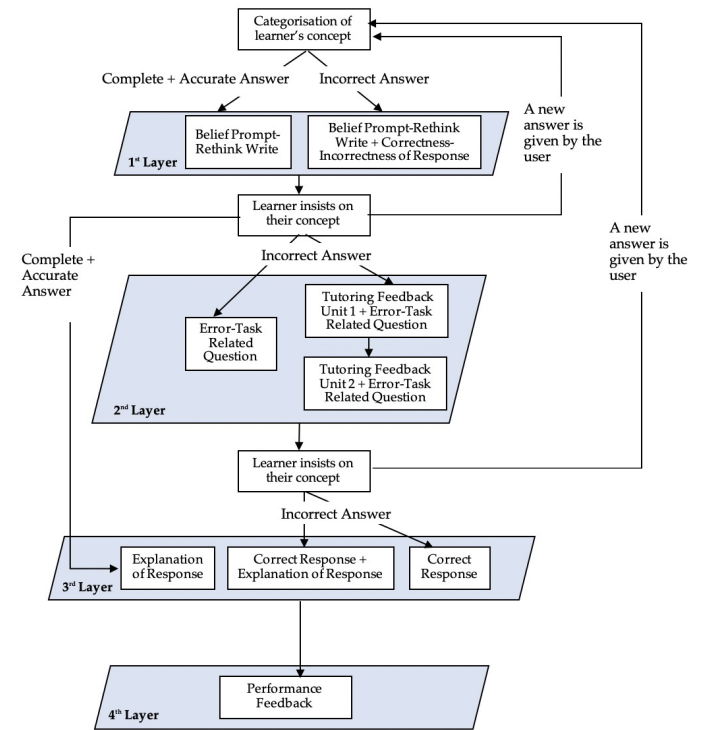 Categorisation of
learner's concept
Complete + Accurate Answer
Incorrect Answer
Belief Prompt-
Rethink Write
Belief Prompt-Rethink
Write + Correctness-
Incorrectness of Response
1st Layer
A new
answer is
given by the
user
Learner insists on
their concept
Complete +
Accurate
Answer
Incorrect Answer
A new
answer is
given by the
user
Error-Task
Related
Question
Tutoring Feedback
Unit 1 + Error-Task
Related Question
Tutoring Feedback
Unit 2 + Error-Task
Related Question
2nd Layer
Learner insists on
their concept
Incorrect Answer
Explanation
of Response
Correct Response +
Explanation of Response
Correct
Response
3rd Layer
Performance
Feedback
4th Layer